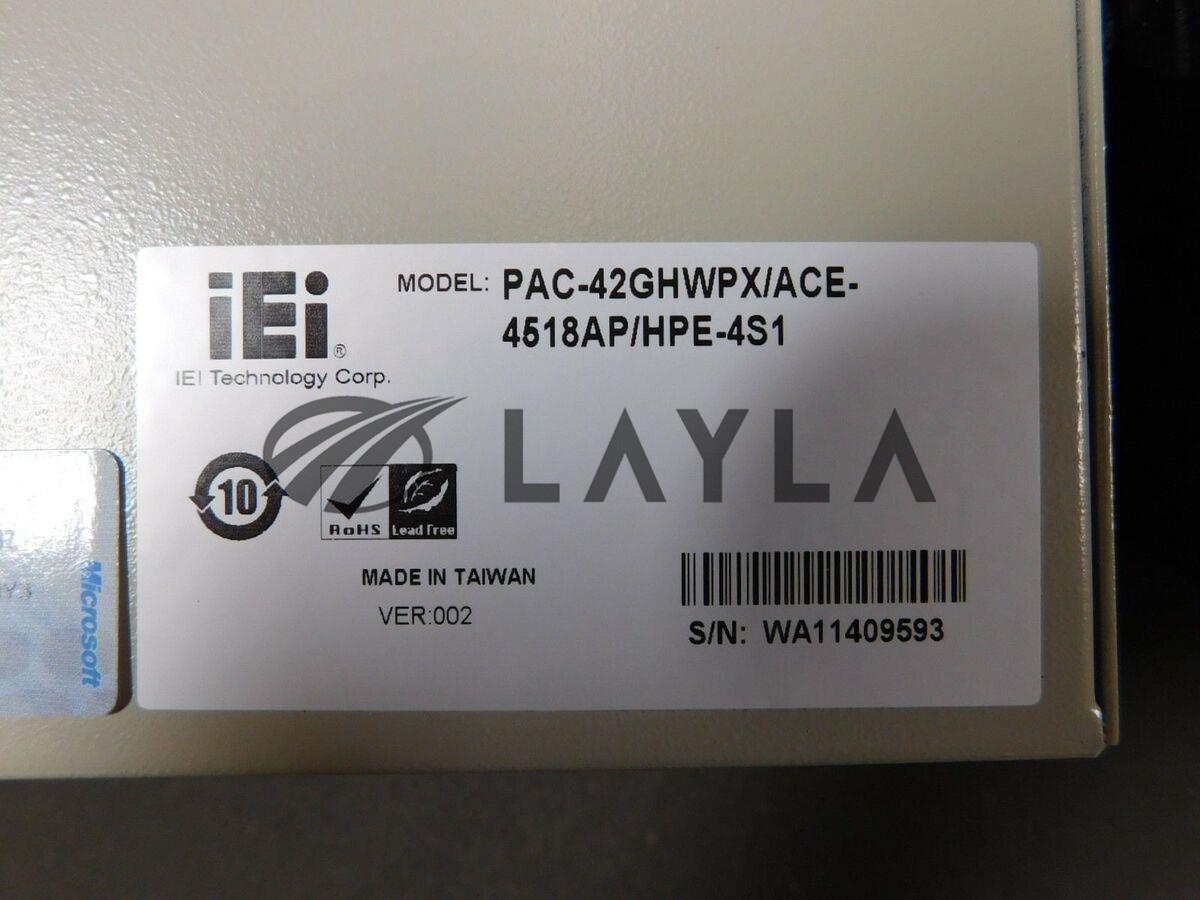 iEi®
MODEL: PAC-42GHWPX/ACE-
4518AP/HPE-4S1
IEI Technology Corp.
LAYLA
10
RoHS Lead Free
MADE IN TAIWAN
VER:002
S/N: WA11409593
Microsoft